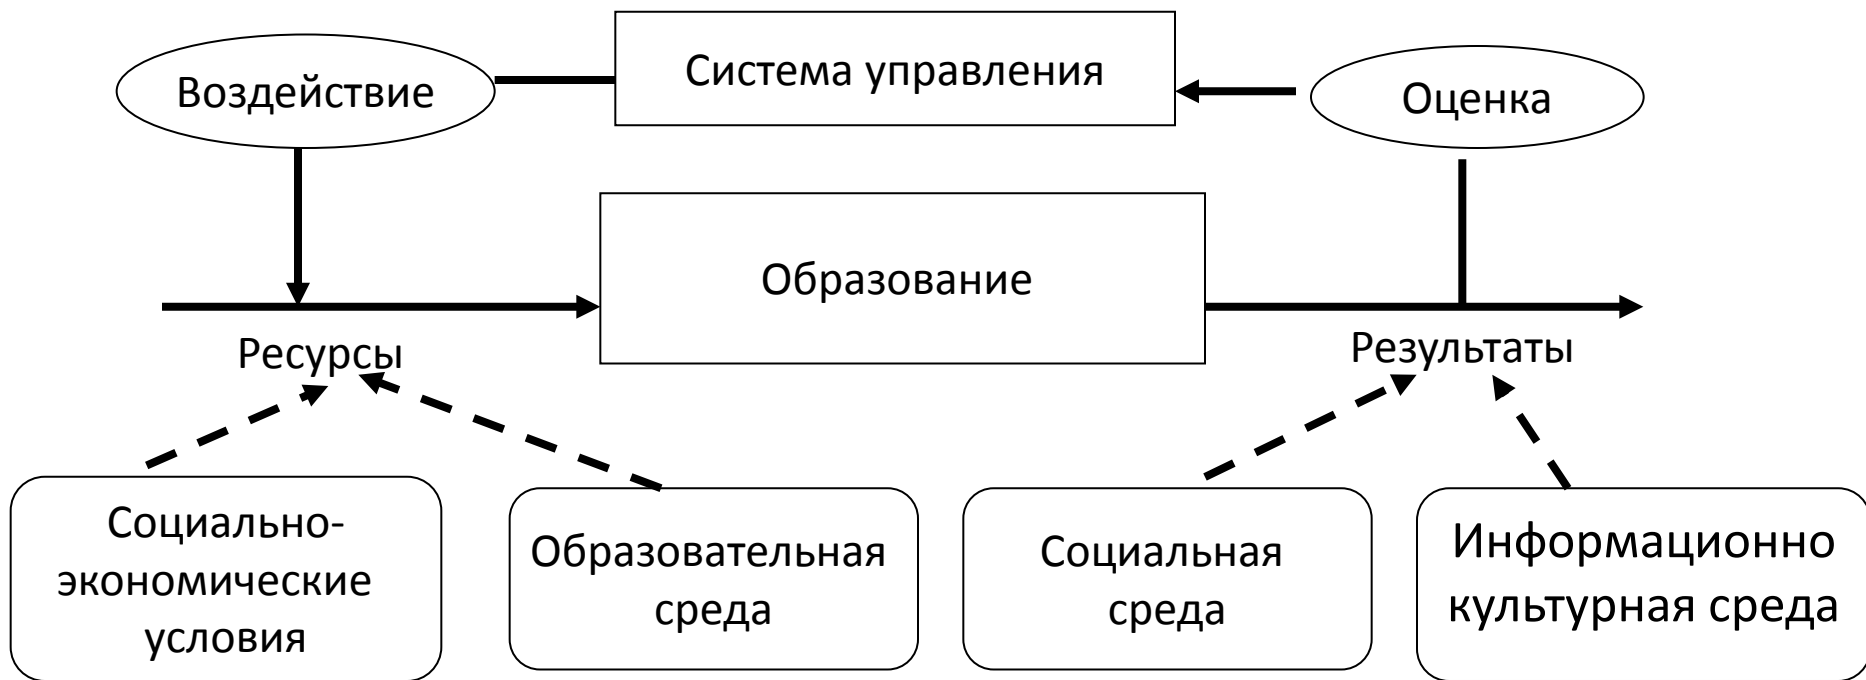 Воздействие
Система управления
Оценка
Образование
Ресурсы
Результаты
Социально-
экономические
условия
Образовательная
среда
Социальная
среда
Информационно
культурная среда